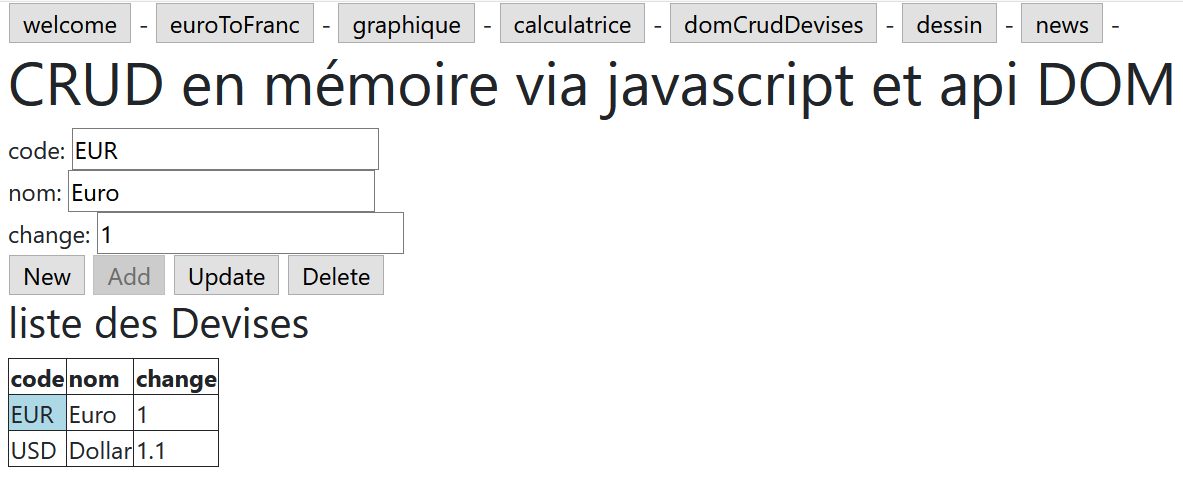 welcome - euroToFranc - graphique - calculatrice - domCrudDevises - dessin - news -
CRUD en mémoire via javascript et api DOM
code: EUR
nom: Euro
change: 1
New Add Update Delete
liste des Devises
code nom change
EUR Euro 1
USD Dollar 1.1